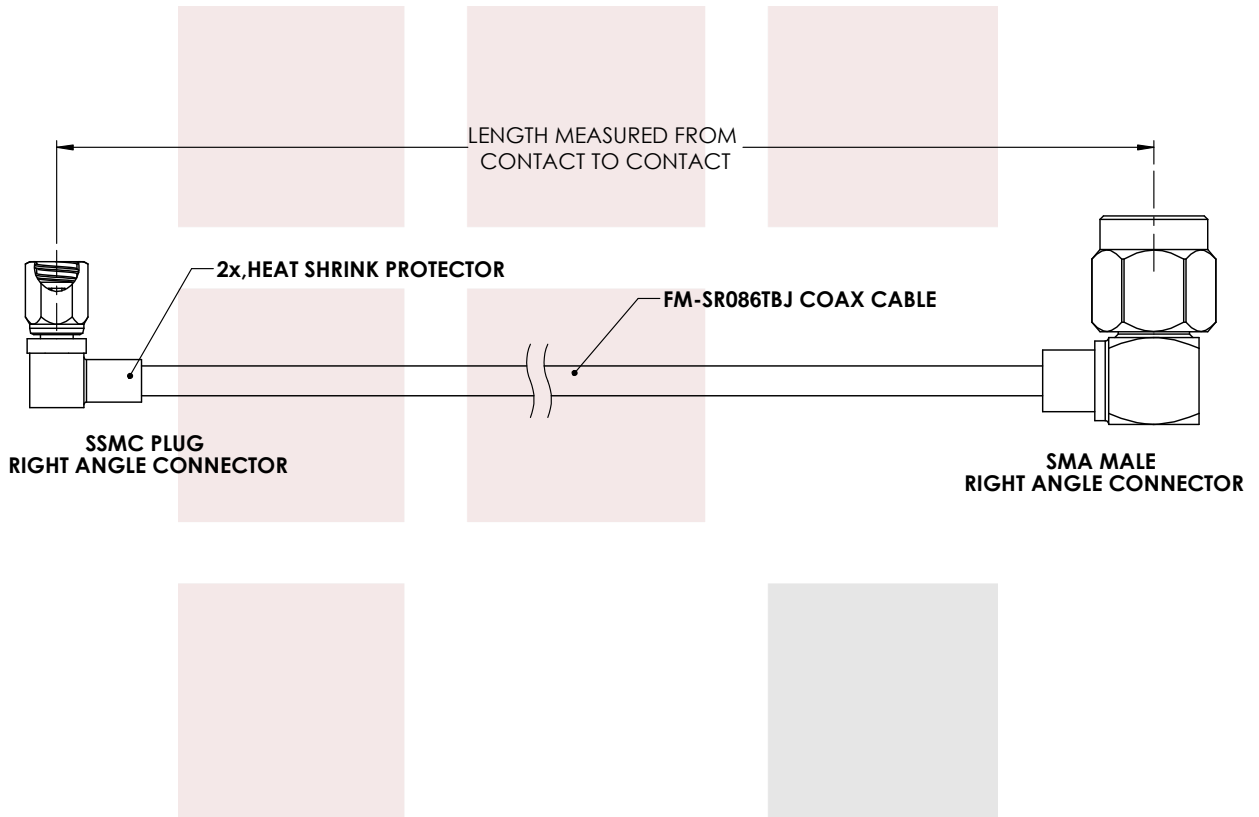 LENGTH MEASURED FROM
CONTACT TO CONTACT
2x,HEAT SHRINK PROTECTOR
FM-SR086TBJ COAX CABLE
SSMC PLUG
RIGHT ANGLE CONNECTOR
SMA MALE
RIGHT ANGLE CONNECTOR